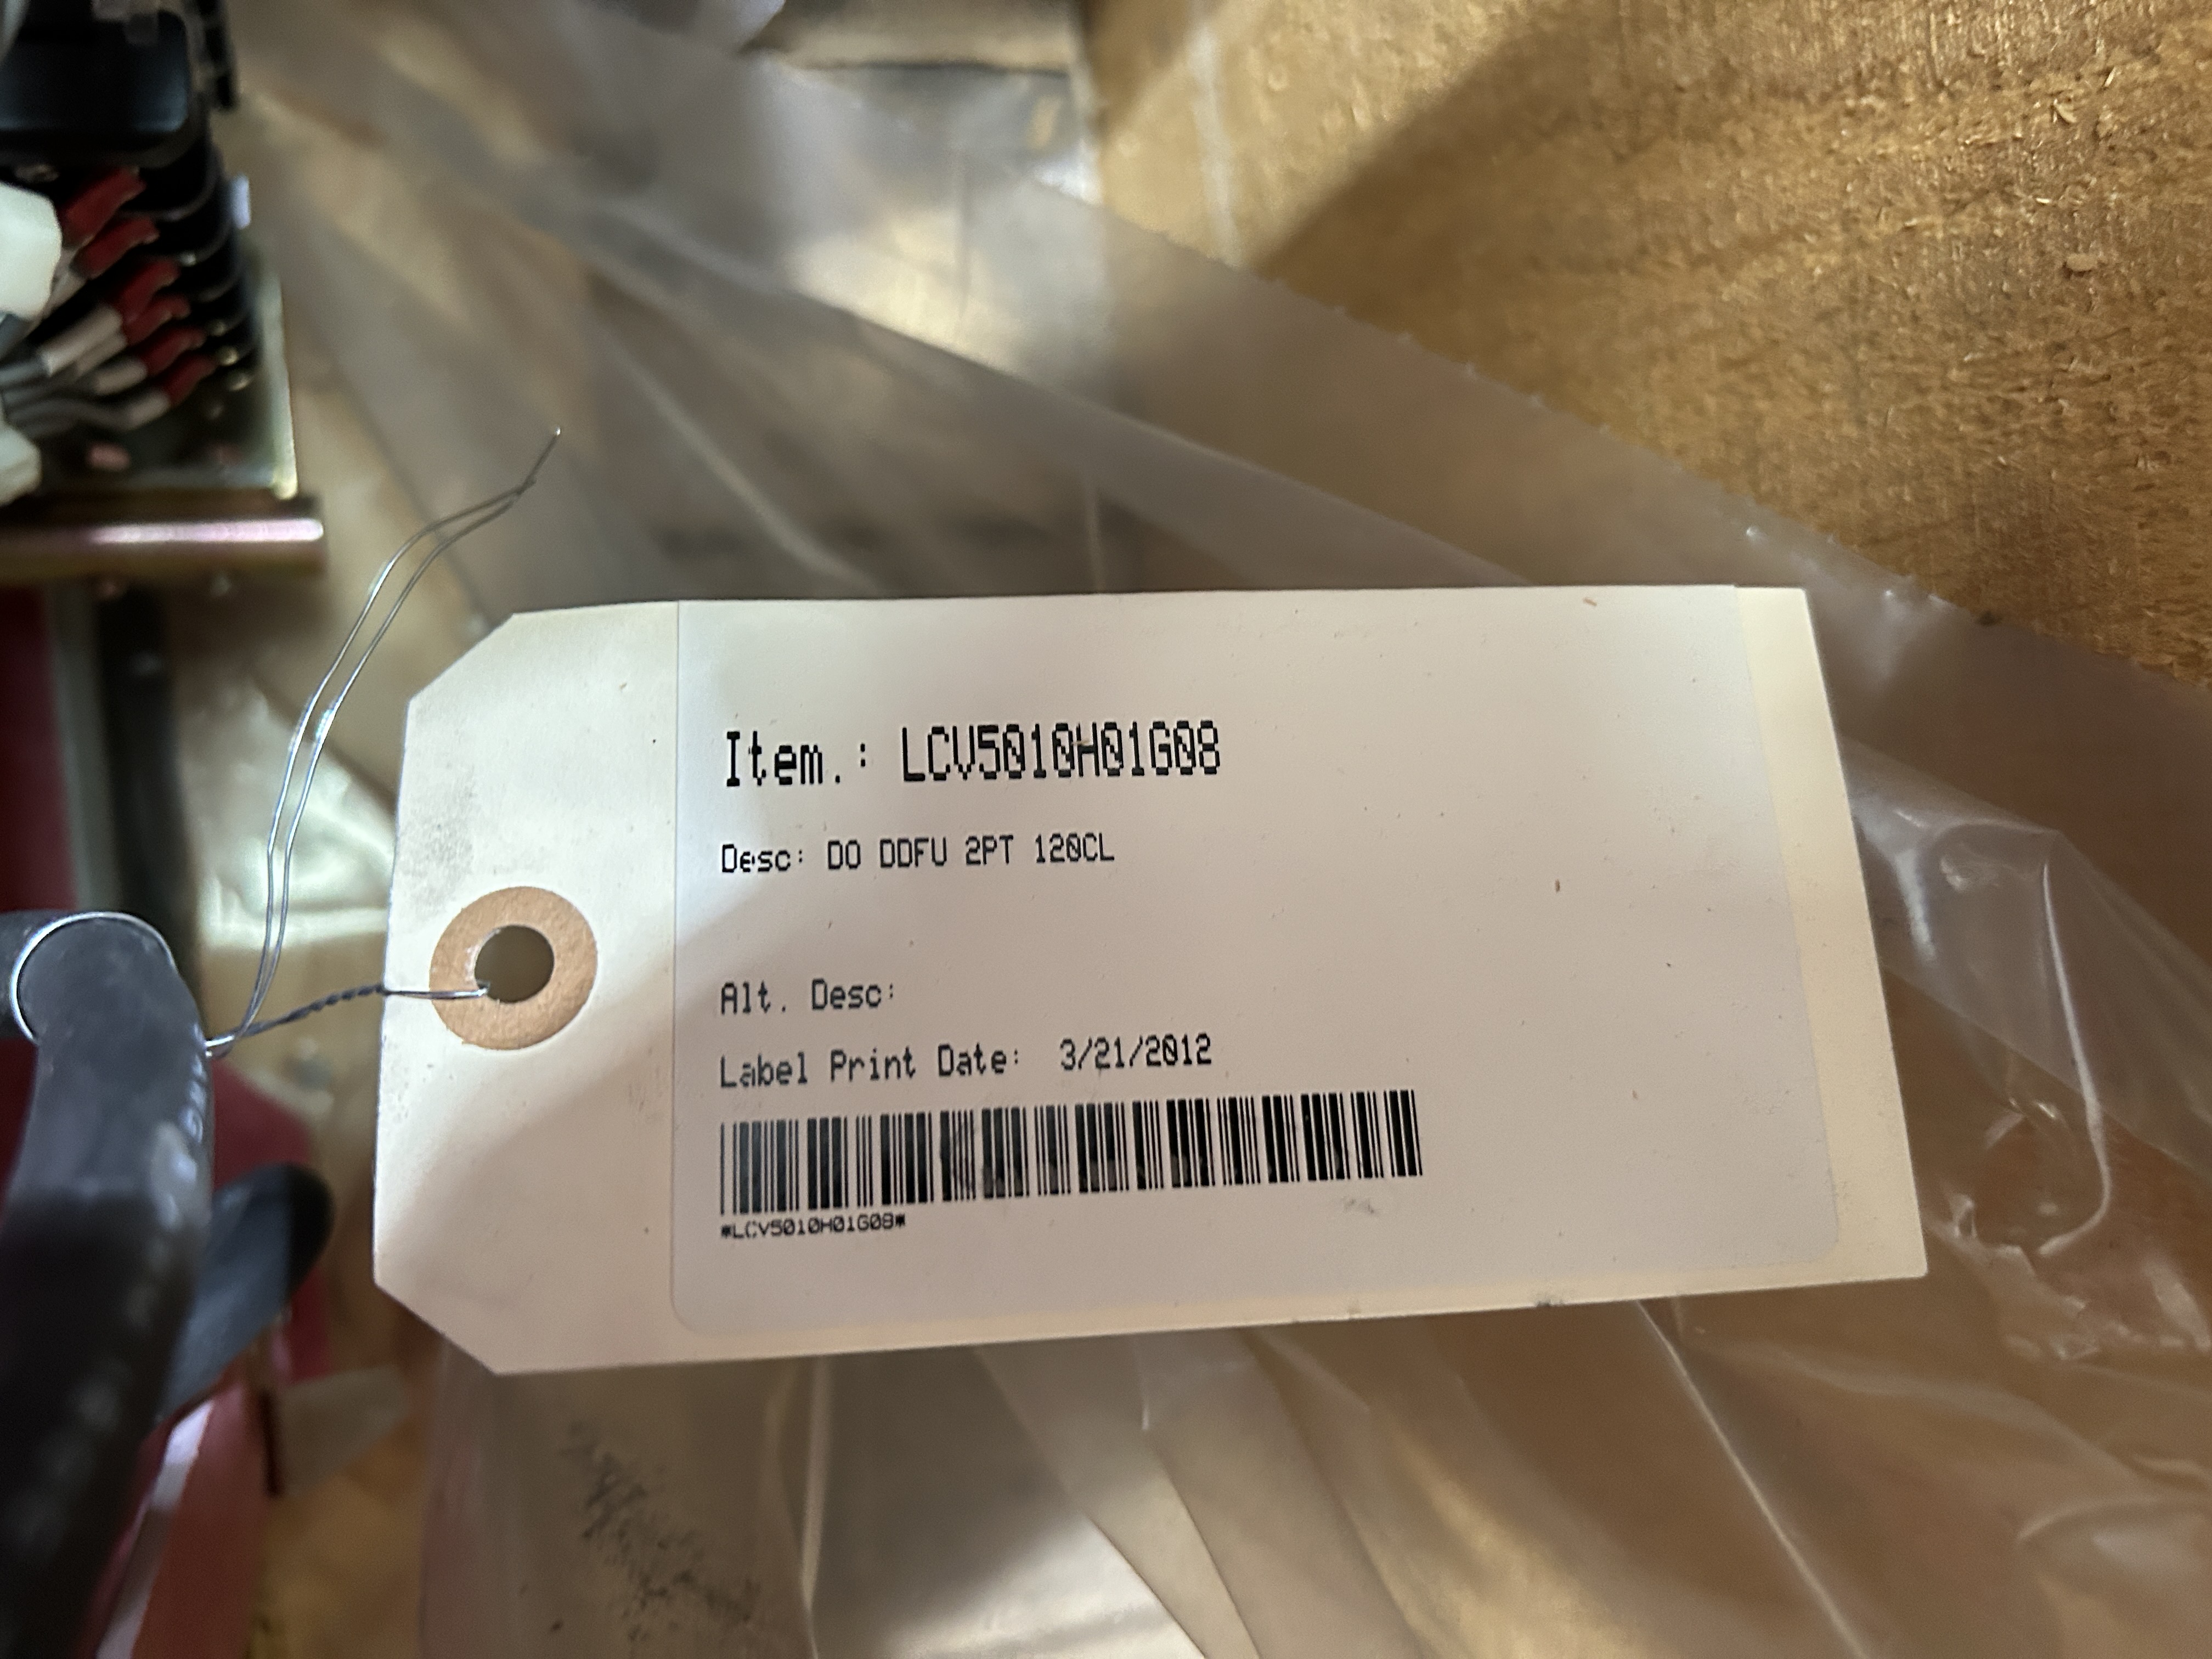 Item.: LCV5010H01G08
Desc: DO DDFU 2PT 120CL
Alt. Desc:
Label Print Date: 3/21/2012
*LCV5010H01G08*